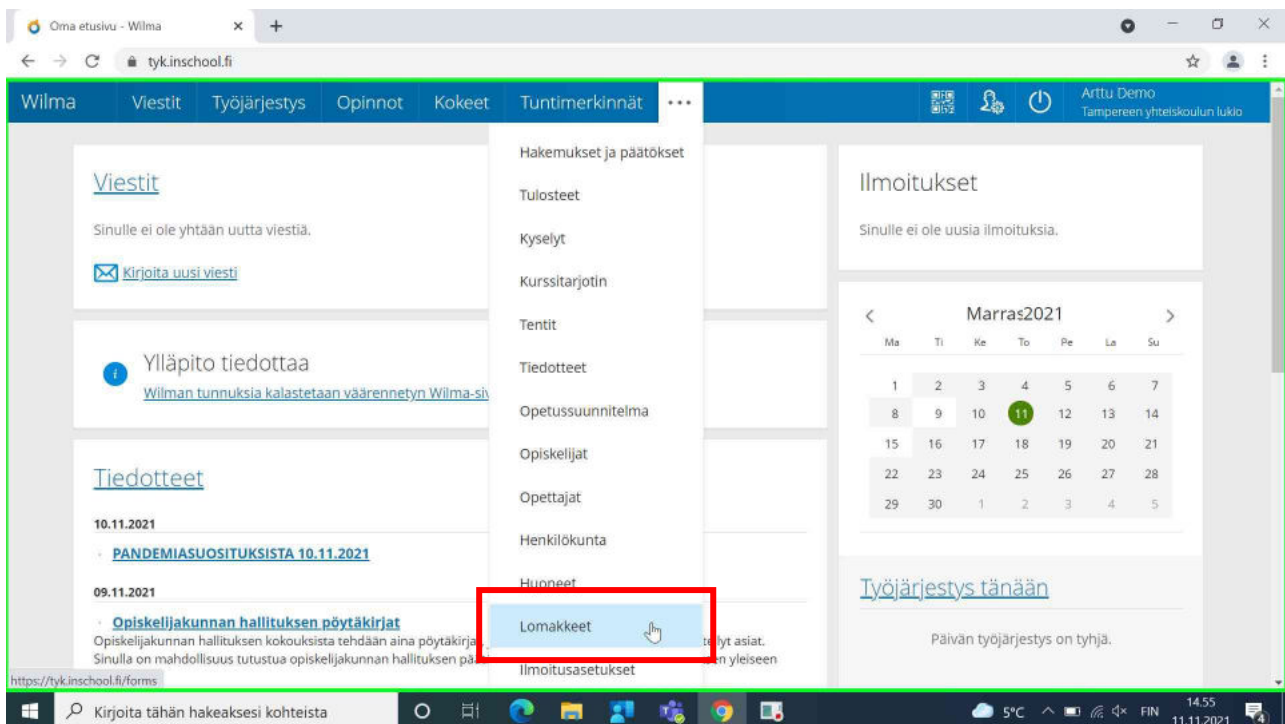 Oma etusivu - Wilma
tyk.inschool.fi
Wilma Viestit Työjärjestys Opinnot Kokeet Tuntimerkinnät ••• Arttu Demo
Tampereen yhteiskoulun lukio
Hakemukset ja päätökset
Tulosteet
Kyselyt
Kurssitarjotin
Tentit
Tiedotteet
Opetussuunnitelma
Opiskelijat
Opettajat
Henkilökunta
Huoneet
Lomakkeet
Ilmoitusasetukset
Viestit
Sinulle ei ole yhtään uutta viestiä.
Kirjoita uusi viesti
Ylläpito tiedottaa
Wilman tunnuksia kalastetaan väärennetyn Wilma-
Tiedotteet
10.11.2021
PANDEMIASUOSITUKSISTA 10.11.2021
09.11.2021
Opiskelijakunnan hallituksen pöytäkirjat
Opiskelijakunnan hallituksen kokouksista tehdään aina asiat.
Sinulla on mahdollisuus tutustua opiskelijakunnan hallituksen yleiseen
https://tyk.inschool.fi/forms
Ilmoitukset
Sinulle ei ole uusia ilmoituksia.
< Marras2021 >
Ma Ti Ke To Pe La Su
1 2 3 4 5 6 7
8 9 10 11 12 13 14
15 16 17 18 19 20 21
22 23 24 25 26 27 28
29 30 1 2 3 4 5
Työjärjestys tänään
Päivän työjärjestys on tyhjä.
Kirjoita tähän hakeaksesi kohteista
5°C FIN 14.55
11.11.2021
4